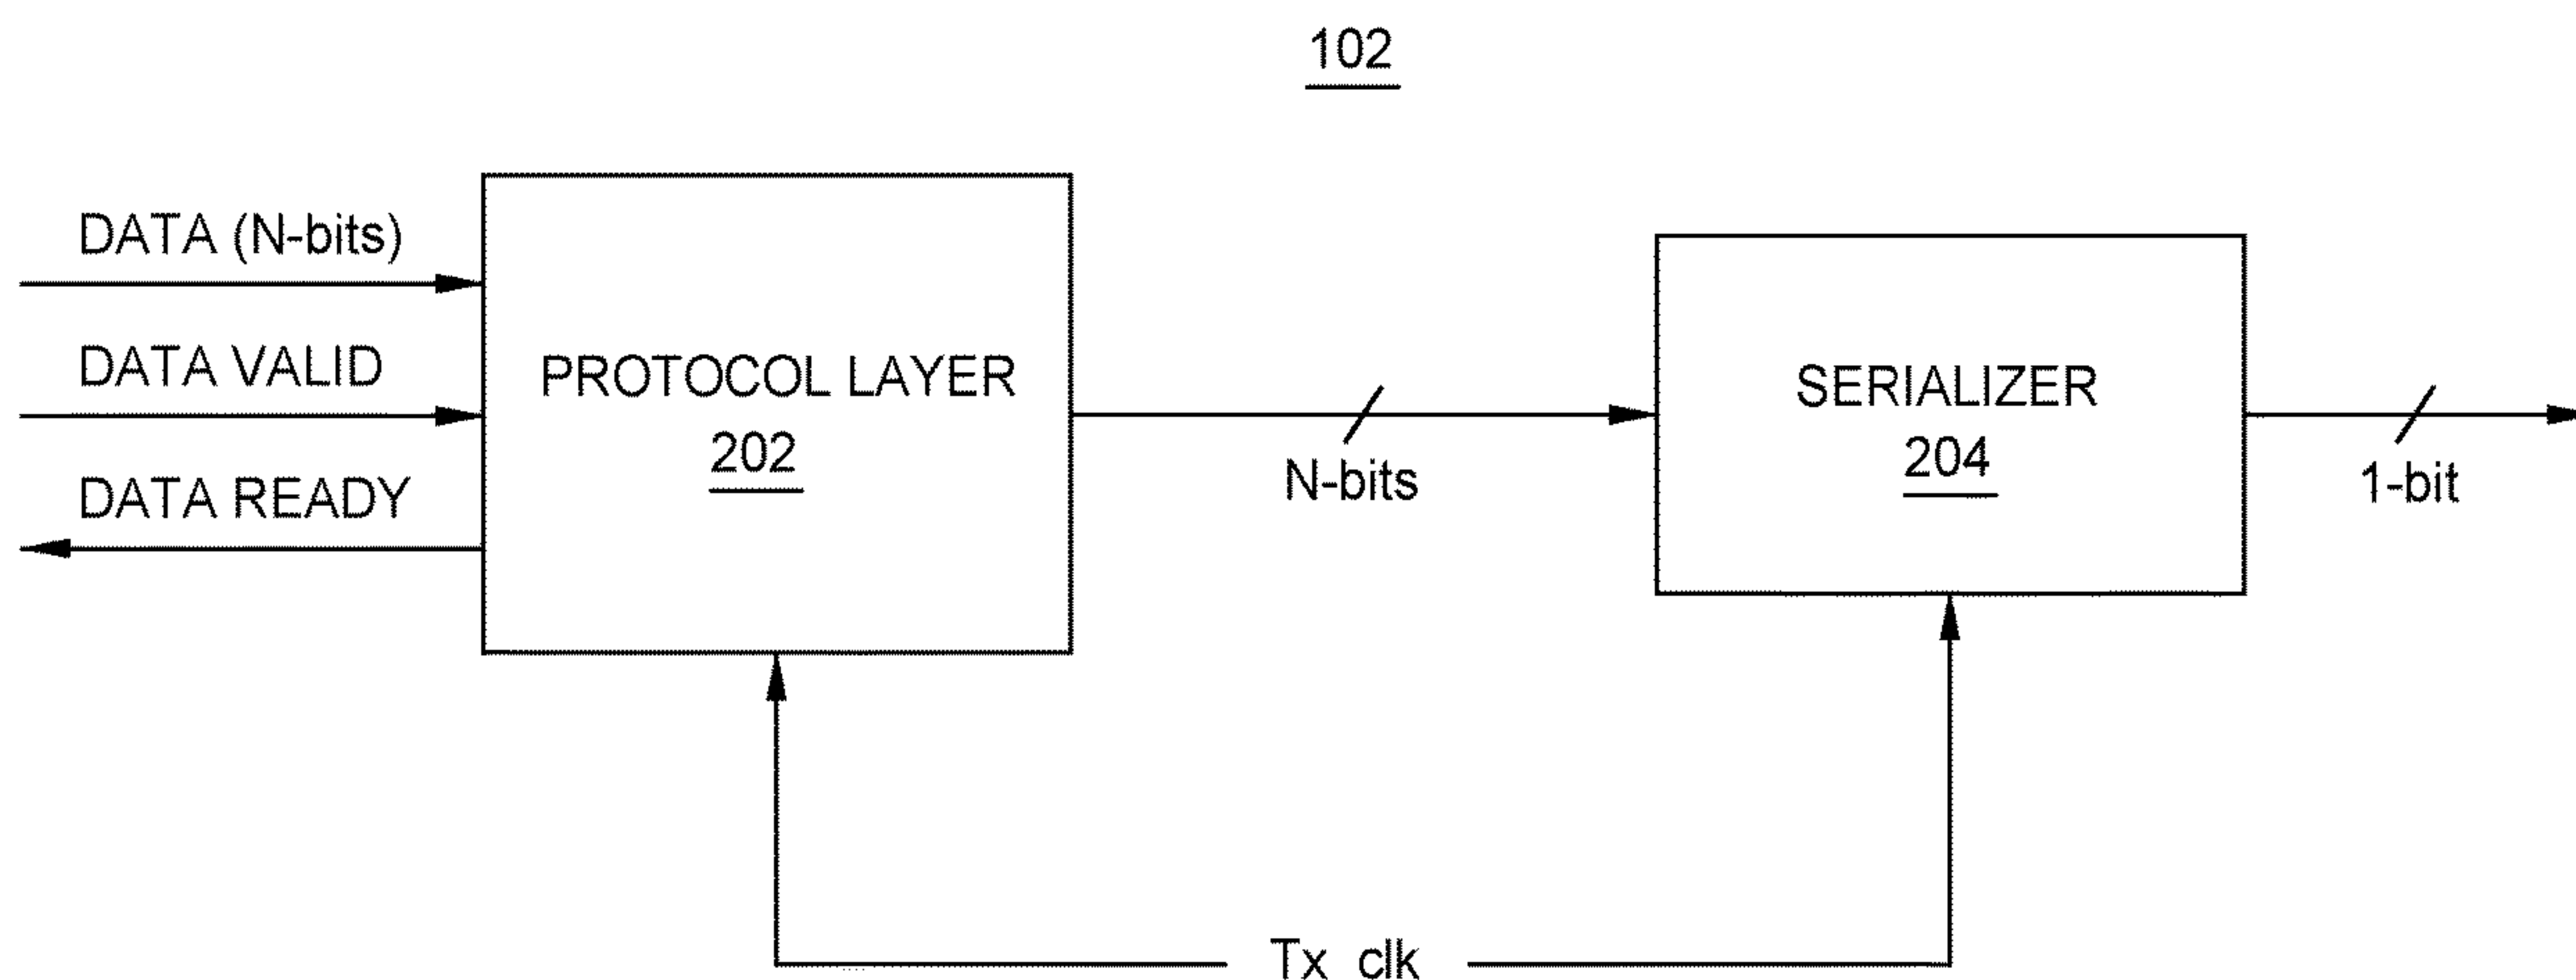 102
DATA (N-bits)
DATA VALID
DATA READY
PROTOCOL LAYER
202
N-bits
SERIALIZER
204
1-bit
Tx clk